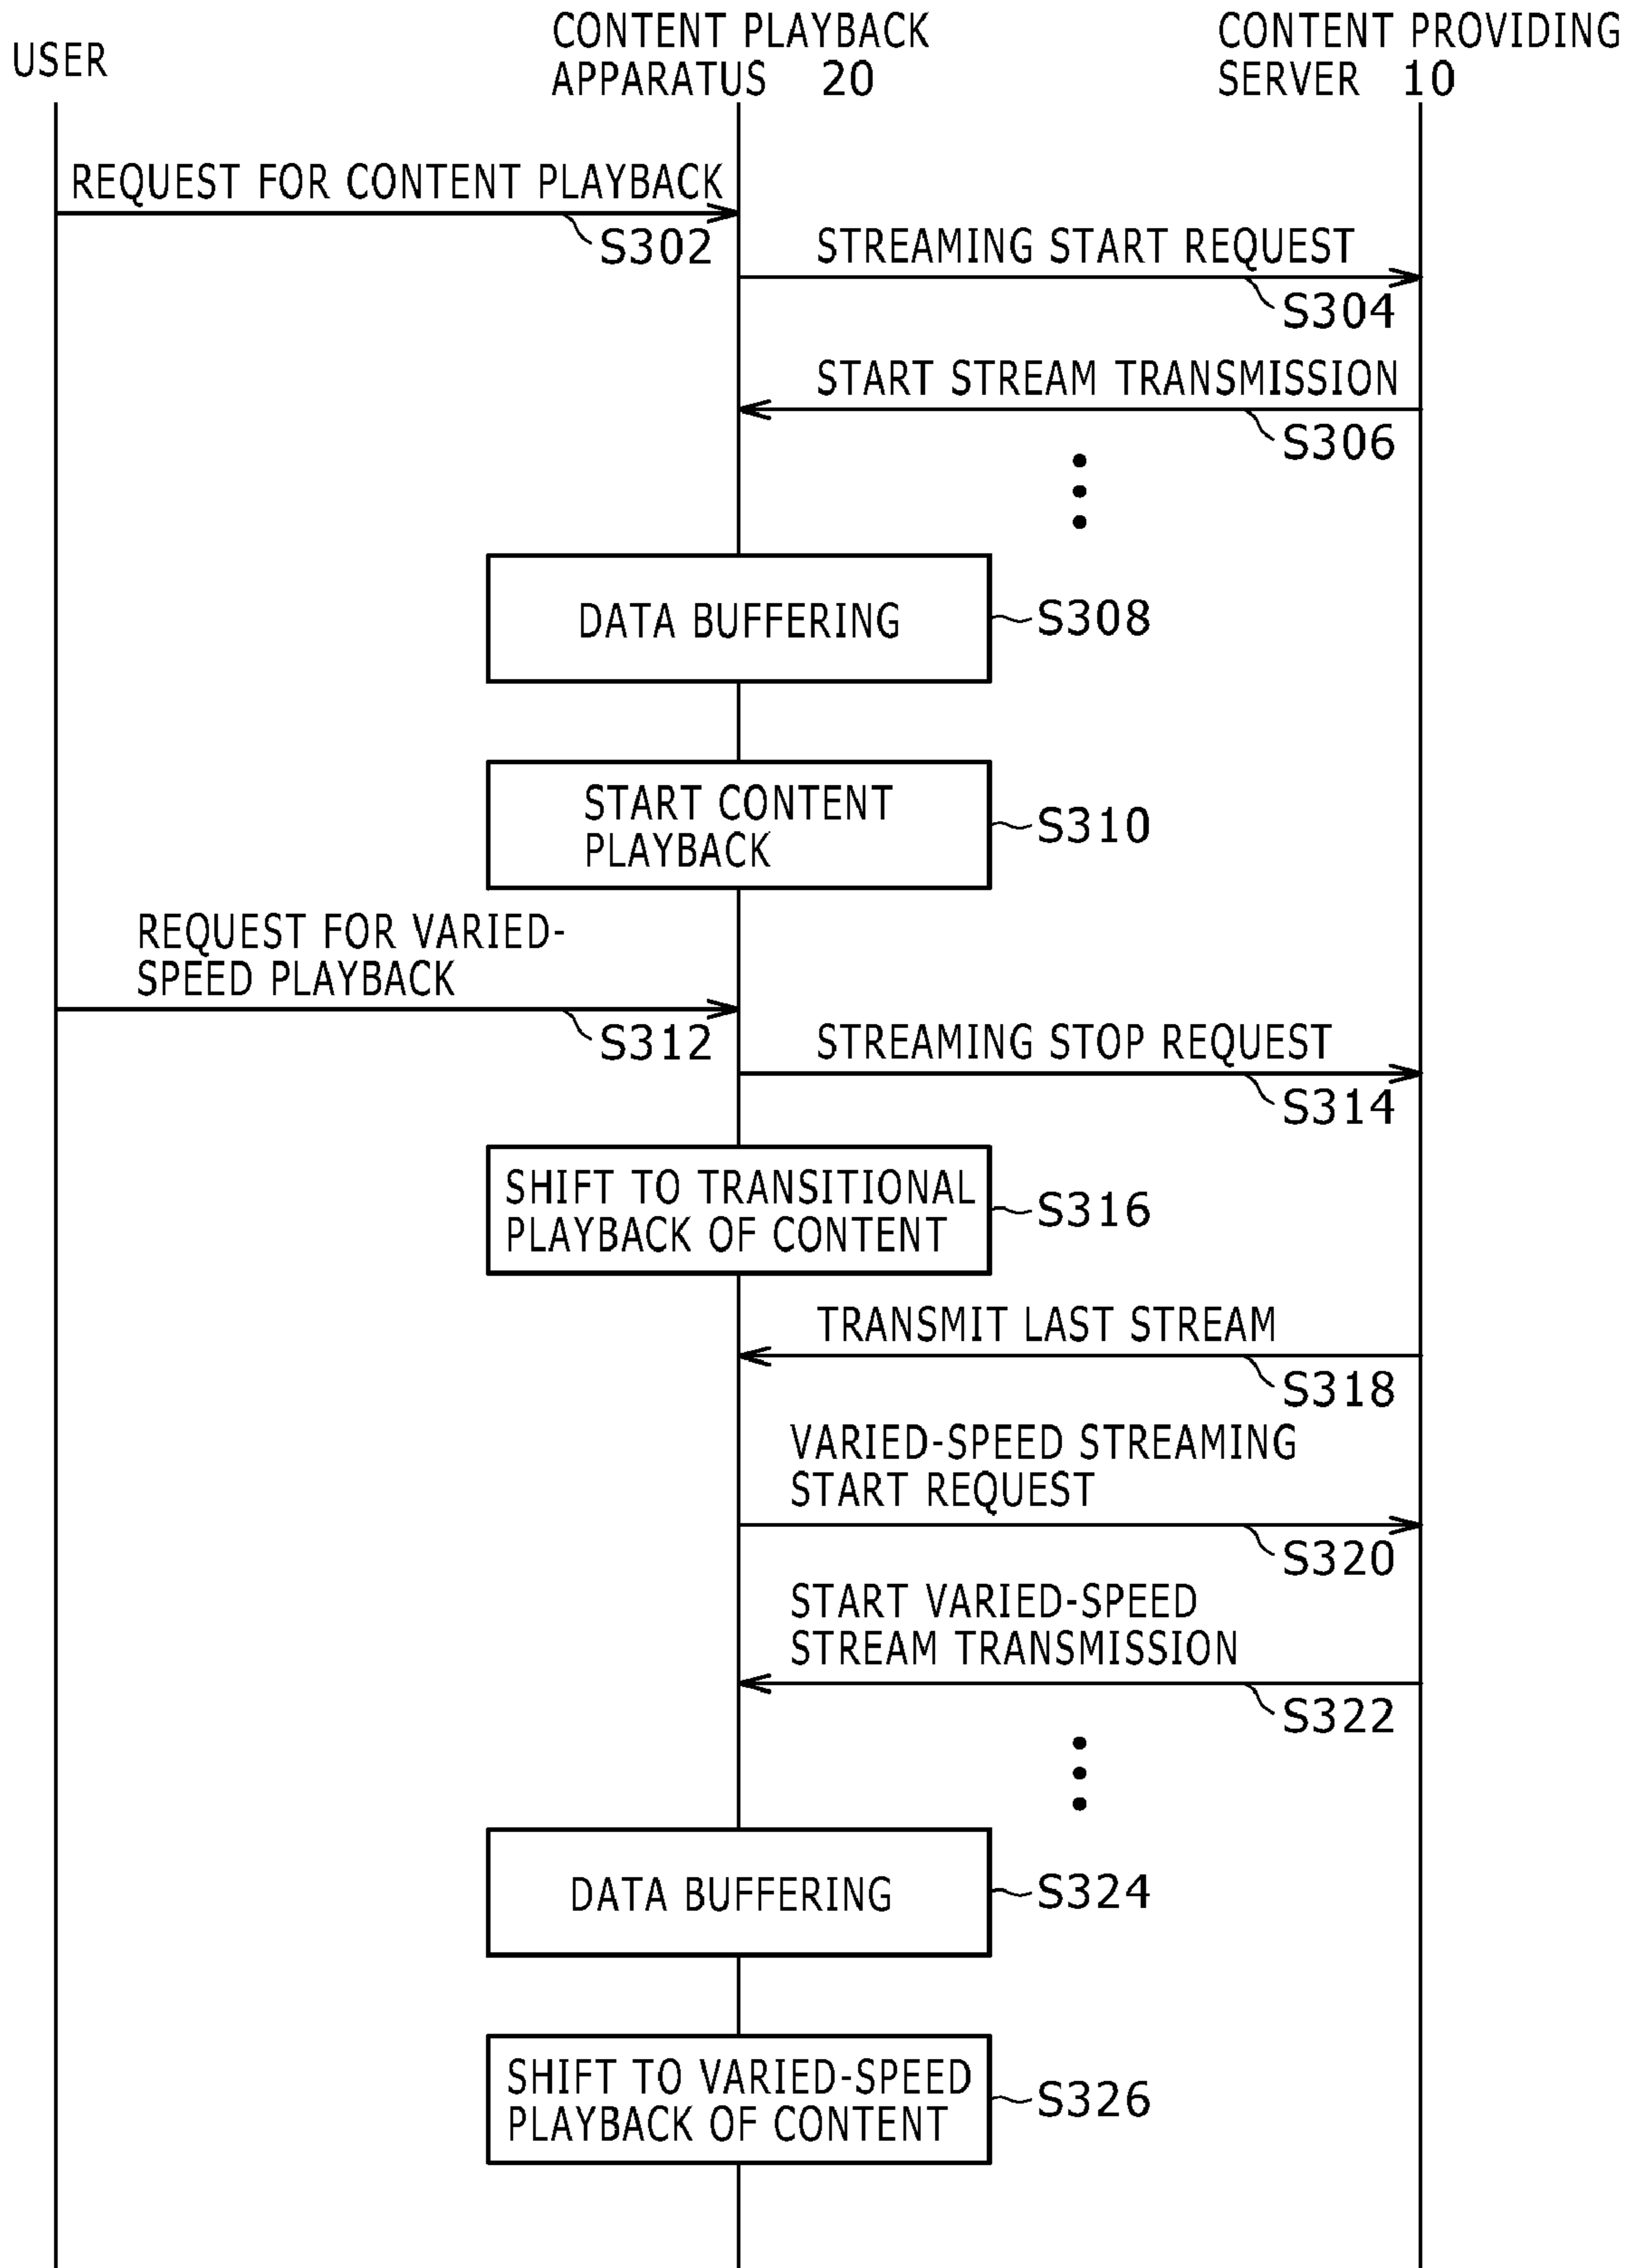 USER
CONTENT PLAYBACK
APPARATUS 20
CONTENT PROVIDING
SERVER 10
REQUEST FOR CONTENT PLAYBACK
S302
STREAMING START REQUEST
S304
START STREAM TRANSMISSION
S306
DATA BUFFERING
S308
START CONTENT
PLAYBACK
S310
REQUEST FOR VARIED-
SPEED PLAYBACK
S312
STREAMING STOP REQUEST
S314
SHIFT TO TRANSITIONAL
PLAYBACK OF CONTENT
S316
TRANSMIT LAST STREAM
S318
VARIED-SPEED STREAMING
START REQUEST
S320
START VARIED-SPEED
STREAM TRANSMISSION
S322
DATA BUFFERING
S324
SHIFT TO VARIED-SPEED
PLAYBACK OF CONTENT
S326